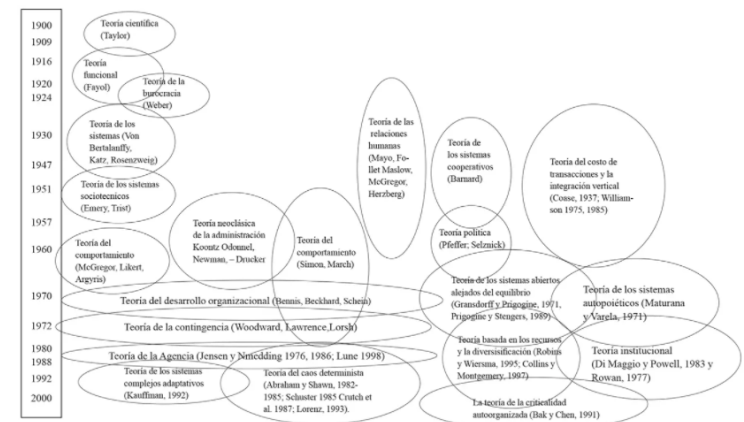 1900
1909
1916
1920
1924
1930
1947
1951
1957
1960
1970
1972
1980
1988
1992
2000
Teoría científica
(Taylor)
Teoría
funcional
(Fayol)
Teoría de la
burocracia
(Weber)
Teoría de los
sistemas (Von
Bertalanffy,
Katz, Rosenzweig)
Teoría de los sistemas
sociotecnicos
(Emery, Trist)
Teoría del
comportamiento
(McGregor, Likert,
Argyris)
Teoría neoclásica
de la administración
Koontz Odonnel,
Newman, – Drucker
Teoría del
comportamiento
(Simon, March)
Teoría de las
relaciones
humanas
(Mayo, Fo-
llet Maslow,
McGregor,
Herzberg)
Teoría de
los sistemas
cooperativos
(Barnard)
Teoría política
(Pfeffer; Selznick)
Teoría del costo de
transacciones y la
integración vertical
(Coase, 1937; William-
son 1975, 1985)
Teoría de los sistemas abiertos
alejados del equilibrio
(Gransdorff y Prigogine, 1971,
Prigogine y Stengers, 1989)
Teoría de los sistemas
autopoiéticos (Maturana
y Varela, 1971)
Teoría del desarrollo organizacional (Bennis, Beckhard, Schein)
Teoría de la contingencia (Woodward, Lawrence,Lorsh)
Teoría de la Agencia (Jensen y Nmedding 1976, 1986; Lune 1998)
Teoría basada en los recursos
y la diversisificación (Robins
y Wiersma, 1995; Collins y
Montgemery, 1997)
Teoría institucional
(Di Maggio y Powell, 1983 y
Rowan, 1977)
Teoría de los sistemas
complejos adaptativos
(Kauffman, 1992)
Teoría del caos determinista
(Abraham y Shawn, 1982-
1985; Schuster 1985 Crutch et
al. 1987; Lorenz, 1993).
La teoría de la criticalidad
autoorganizada (Bak y Chen, 1991)